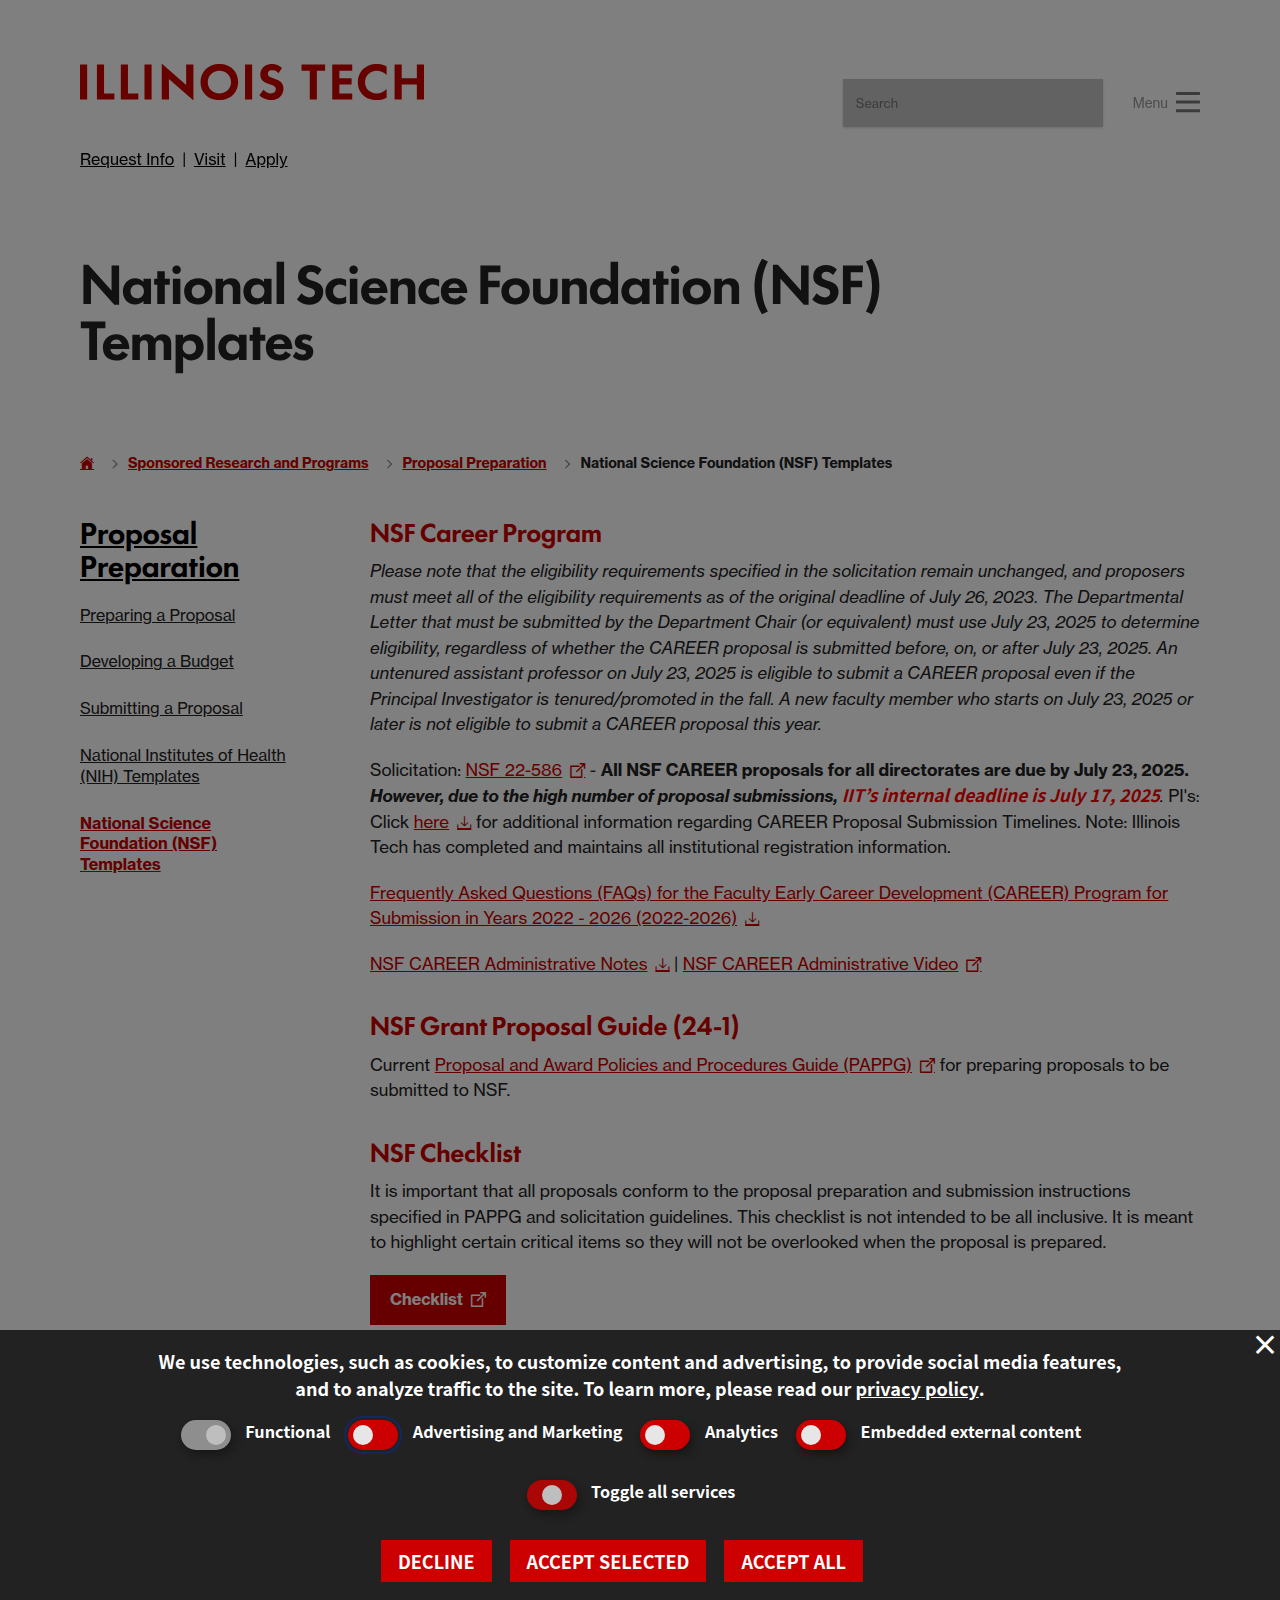 ILLINOIS TECH
Search
Menu
Request Info | Visit | Apply
National Science Foundation (NSF)
Templates
Sponsored Research and Programs > Proposal Preparation > National Science Foundation (NSF) Templates
Proposal
Preparation
Preparing a Proposal
Developing a Budget
Submitting a Proposal
National Institutes of Health
(NIH) Templates
National Science
Foundation (NSF)
Templates
NSF Career Program
Please note that the eligibility requirements specified in the solicitation remain unchanged, and proposers
must meet all of the eligibility requirements as of the original deadline of July 26, 2023. The Departmental
Letter that must be submitted by the Department Chair (or equivalent) must use July 23, 2025 to determine
eligibility, regardless of whether the CAREER proposal is submitted before, on, or after July 23, 2025. An
untenured assistant professor on July 23, 2025 is eligible to submit a CAREER proposal even if the
Principal Investigator is tenured/promoted in the fall. A new faculty member who starts on July 23, 2025 or
later is not eligible to submit a CAREER proposal this year.
Solicitation: NSF 22-586 - All NSF CAREER proposals for all directorates are due by July 23, 2025.
However, due to the high number of proposal submissions, IIT’s internal deadline is July 17, 2025. PI's:
Click here for additional information regarding CAREER Proposal Submission Timelines. Note: Illinois
Tech has completed and maintains all institutional registration information.
Frequently Asked Questions (FAQs) for the Faculty Early Career Development (CAREER) Program for
Submission in Years 2022 - 2026 (2022-2026)
NSF CAREER Administrative Notes | NSF CAREER Administrative Video
NSF Grant Proposal Guide (24-1)
Current Proposal and Award Policies and Procedures Guide (PAPPG) for preparing proposals to be
submitted to NSF.
NSF Checklist
It is important that all proposals conform to the proposal preparation and submission instructions
specified in PAPPG and solicitation guidelines. This checklist is not intended to be all inclusive. It is meant
to highlight certain critical items so they will not be overlooked when the proposal is prepared.
Checklist
We use technologies, such as cookies, to customize content and advertising, to provide social media features,
and to analyze traffic to the site. To learn more, please read our privacy policy.
Functional Advertising and Marketing Analytics Embedded external content
Toggle all services
DECLINE ACCEPT SELECTED ACCEPT ALL